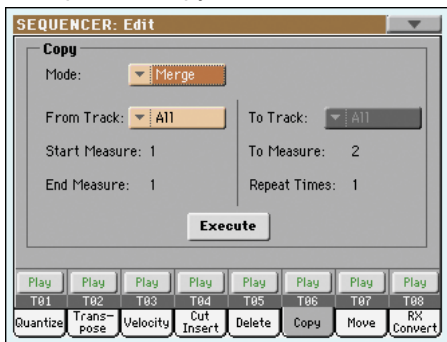 SEQUENCER: Edit
Copy
Mode: Merge
From Track: All To Track: All
Start Measure: 1 To Measure: 2
End Measure: 1 Repeat Times: 1
Execute
Play Play Play Play Play Play Play Play
T01 T02 T03 T04 T05 T06 T07 T08
Quantize Trans-pose Velocity Cut Insert Delete Copy Move RX Convert